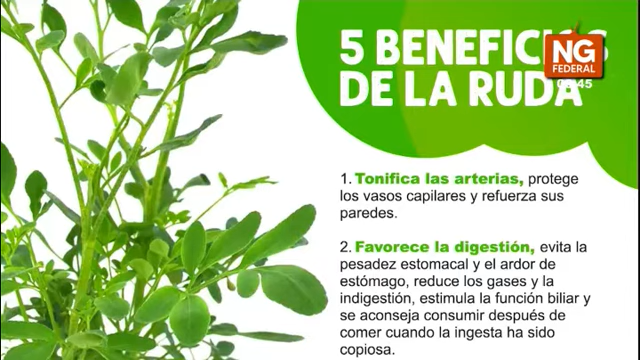 5 BENEFICIOS
DE LA RUDA
NG
FEDERAL
:45
1. Tonifica las arterias, protege
los vasos capilares y refuerza sus
paredes.
2. Favorece la digestión, evita la
pesadez estomacal y el ardor de
estómago, reduce los gases y la
indigestión, estimula la función biliar y
se aconseja consumir después de
comer cuando la ingesta ha sido
copiosa.